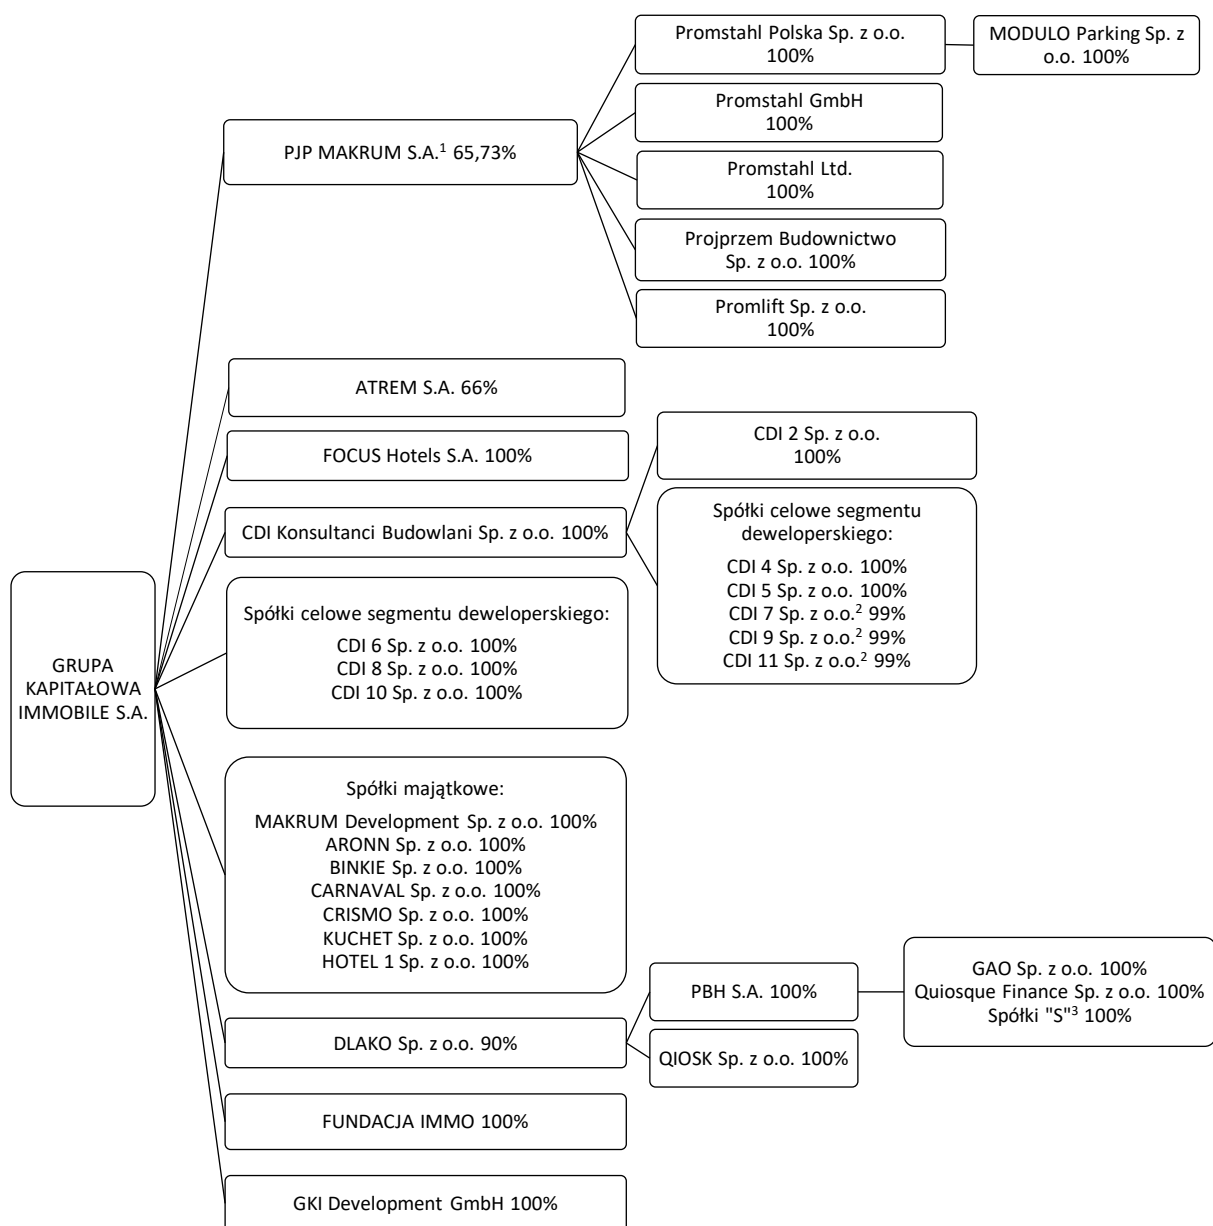 Promstahl Polska Sp. z o.o.
100%
MODULO Parking Sp. z
o.o. 100%
Promstahl GmbH
100%
PJP MAKRUM S.A.¹ 65,73%
Promstahl Ltd.
100%
Projprzem Budownictwo
Sp. z o.o. 100%
Promlift Sp. z o.o.
100%
ATREM S.A. 66%
FOCUS Hotels S.A. 100%
CDI 2 Sp. z o.o.
100%
CDI Konsultanci Budowlani Sp. z o.o. 100%
Spółki celowe segmentu
deweloperskiego:
CDI 4 Sp. z o.o. 100%
CDI 5 Sp. z o.o. 100%
CDI 7 Sp. z o.o.² 99%
CDI 9 Sp. z o.o.² 99%
CDI 11 Sp. z o.o.² 99%
Spółki celowe segmentu deweloperskiego:
CDI 6 Sp. z o.o. 100%
CDI 8 Sp. z o.o. 100%
CDI 10 Sp. z o.o. 100%
GRUPA
KAPITAŁOWA
IMMOBILE S.A.
Spółki majątkowe:
MAKRUM Development Sp. z o.o. 100%
ARONN Sp. z o.o. 100%
BINKIE Sp. z o.o. 100%
CARNAVAL Sp. z o.o. 100%
CRISMO Sp. z o.o. 100%
KUCHET Sp. z o.o. 100%
HOTEL 1 Sp. z o.o. 100%
PBH S.A. 100%
GAO Sp. z o.o. 100%
Quiosque Finance Sp. z o.o. 100%
Spółki "S"³ 100%
DLAKO Sp. z o.o. 90%
QIOSK Sp. z o.o. 100%
FUNDACJA IMMO 100%
GKI Development GmbH 100%